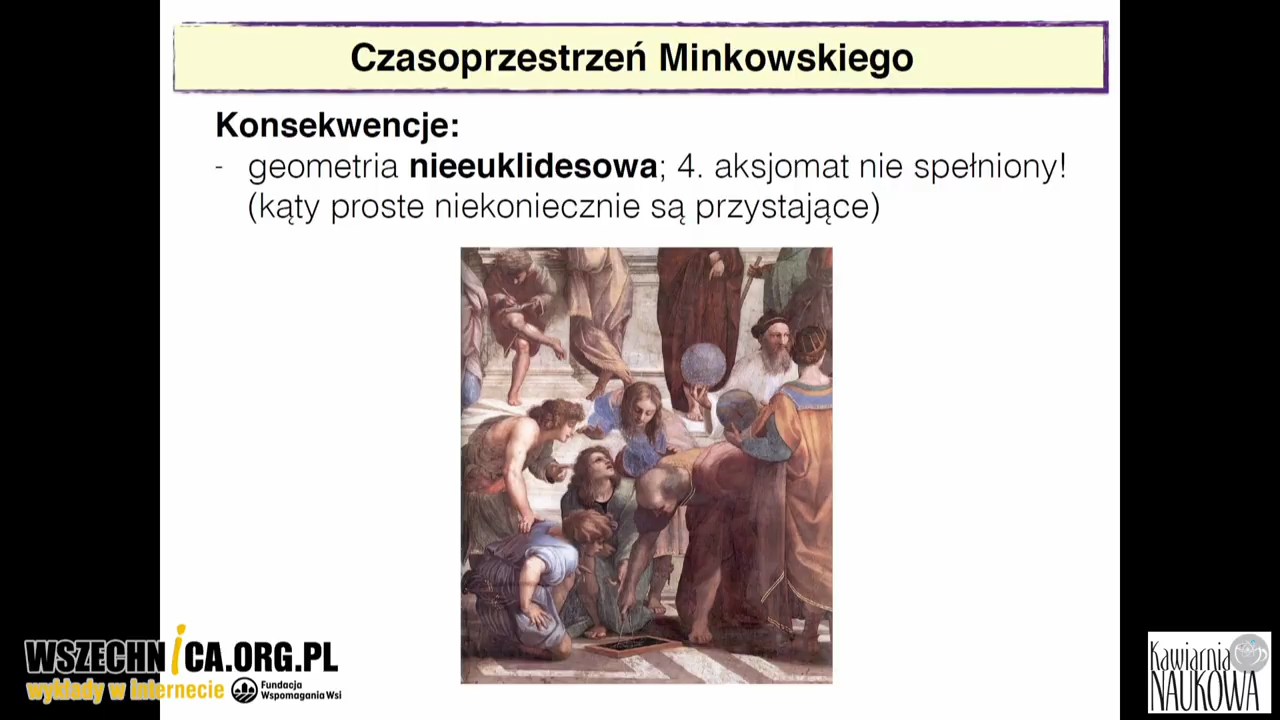 Czasoprzestrzeń Minkowskiego
Konsekwencje:
- geometria nieeuklidesowa; 4. aksjomat nie spełniony!
(kąty proste niekoniecznie są przystające)
WSZECHNiCA.ORG.PL
wykłady w internecie
Fundacja
Wspomagania Wsi
Kawiarnia
NAUKOWA